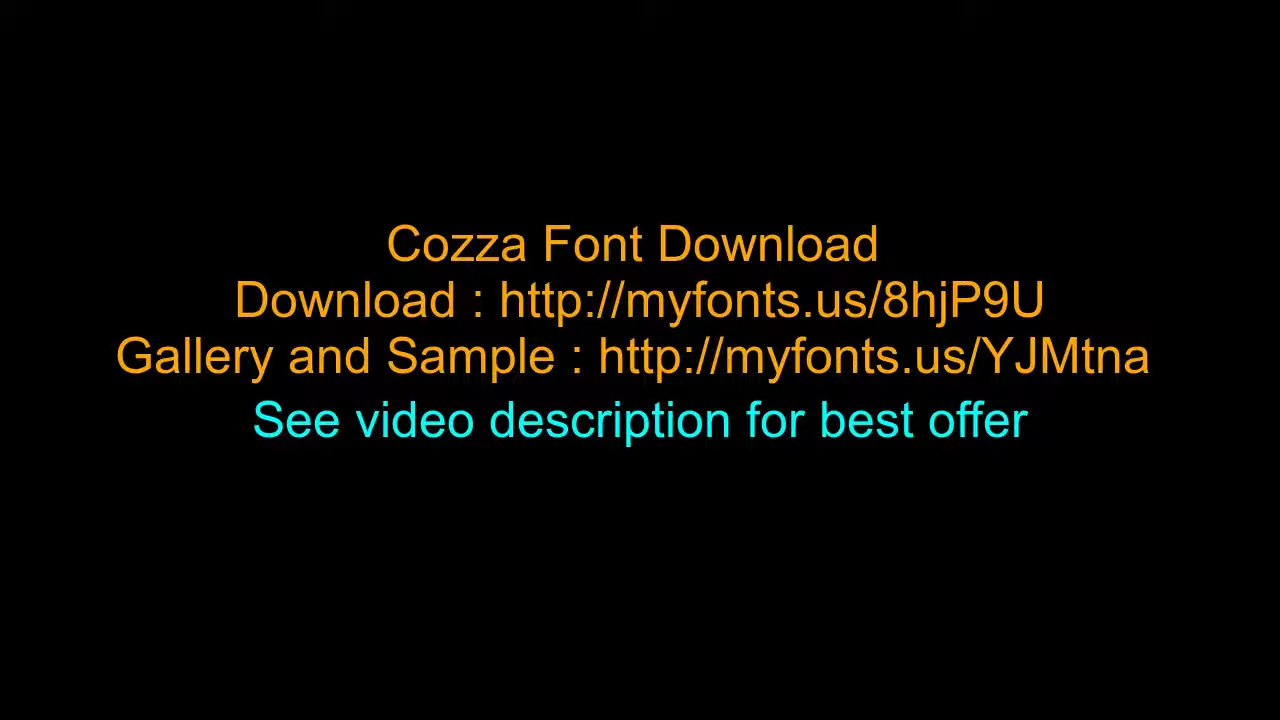 Cozza Font Download
Download : http://myfonts.us/8hjP9U
Gallery and Sample : http://myfonts.us/YJMtna
See video description for best offer